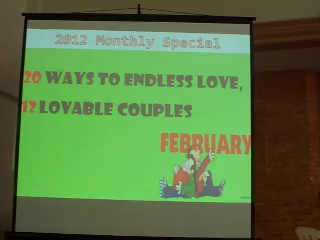 2012 Monthly Special
20 WAYS TO ENDLESS LOVE,
12 LOVABLE COUPLES
FEBRUARY